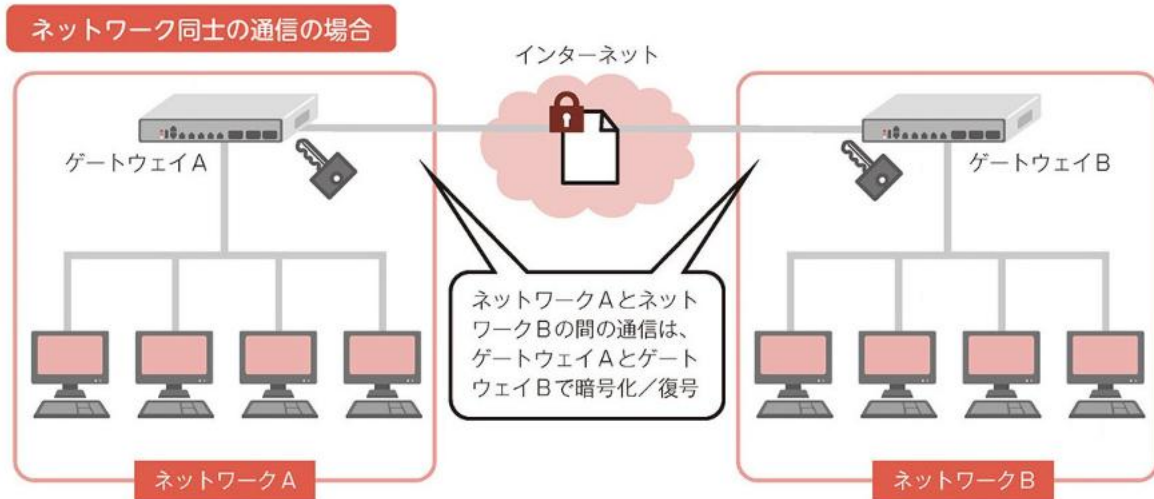 ネットワーク同士の通信の場合
インターネット
ゲートウェイA
ゲートウェイB
ネットワークAとネット
ワークBの間の通信は、
ゲートウェイAとゲート
ウェイBで暗号化／復号
ネットワークA
ネットワークB